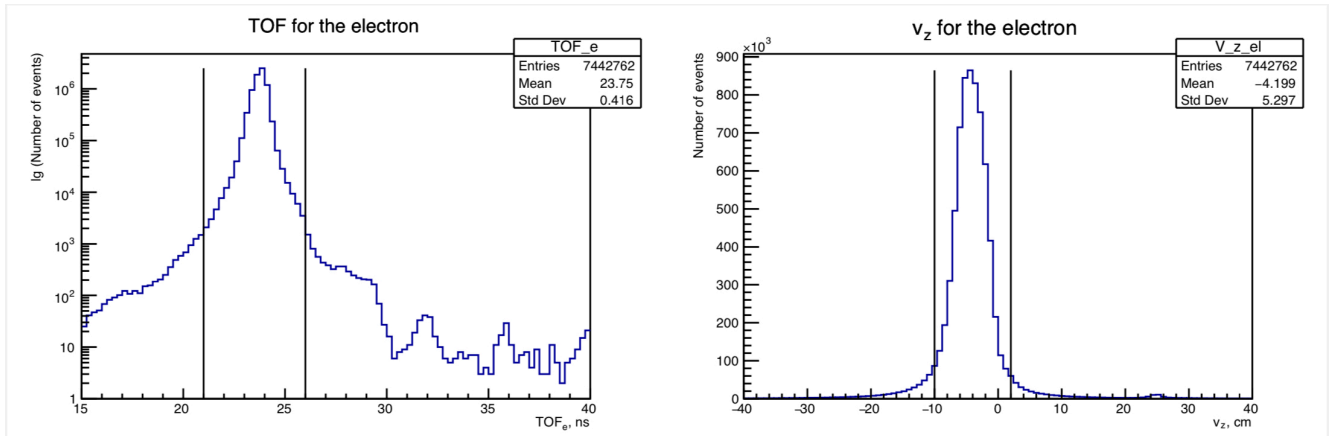 TOF for the electron
TOF_e
Entries 7442762
Mean 23.75
Std Dev 0.416
lg (Number of events)
10^6
10^5
10^4
10^3
10^2
10
1
15 20 25 30 35 40
TOF_e, ns
v_z for the electron
V_z_el
Entries 7442762
Mean −4.199
Std Dev 5.297
×10^3
Number of events
900
800
700
600
500
400
300
200
100
0
−40 −30 −20 −10 0 10 20 30 40
v_z, cm